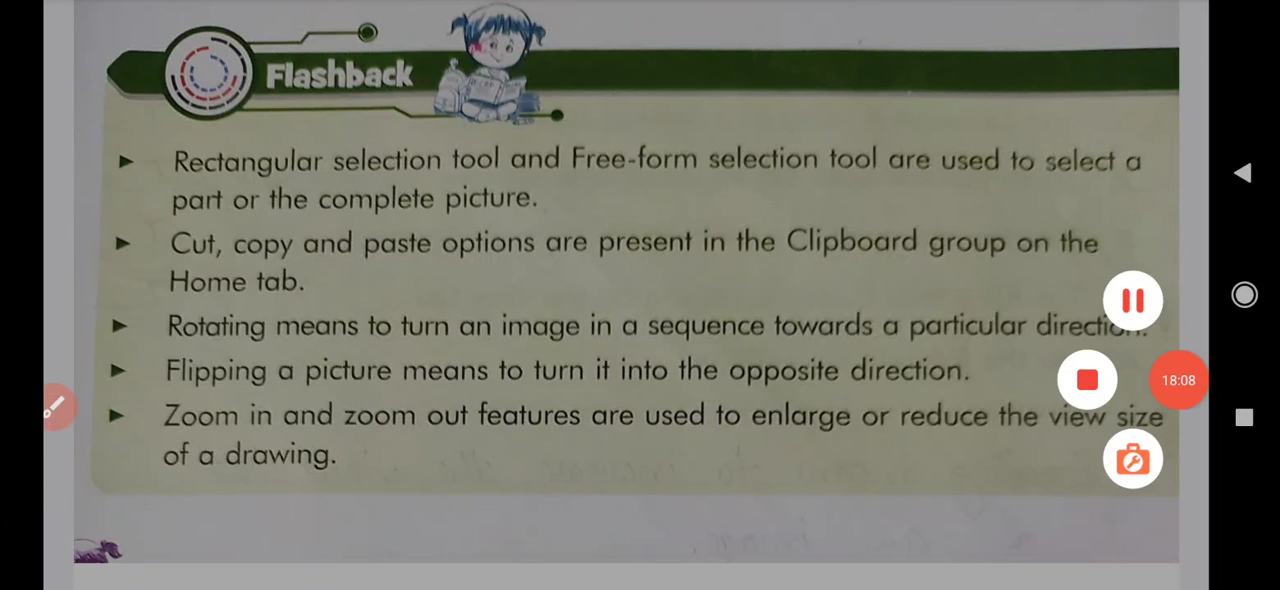 Flashback
Rectangular selection tool and Free-form selection tool are used to select a
part or the complete picture.
Cut, copy and paste options are present in the Clipboard group on the
Home tab.
Rotating means to turn an image in a sequence towards a particular direction.
Flipping a picture means to turn it into the opposite direction.
18:08
Zoom in and zoom out features are used to enlarge or reduce the view size
of a drawing.